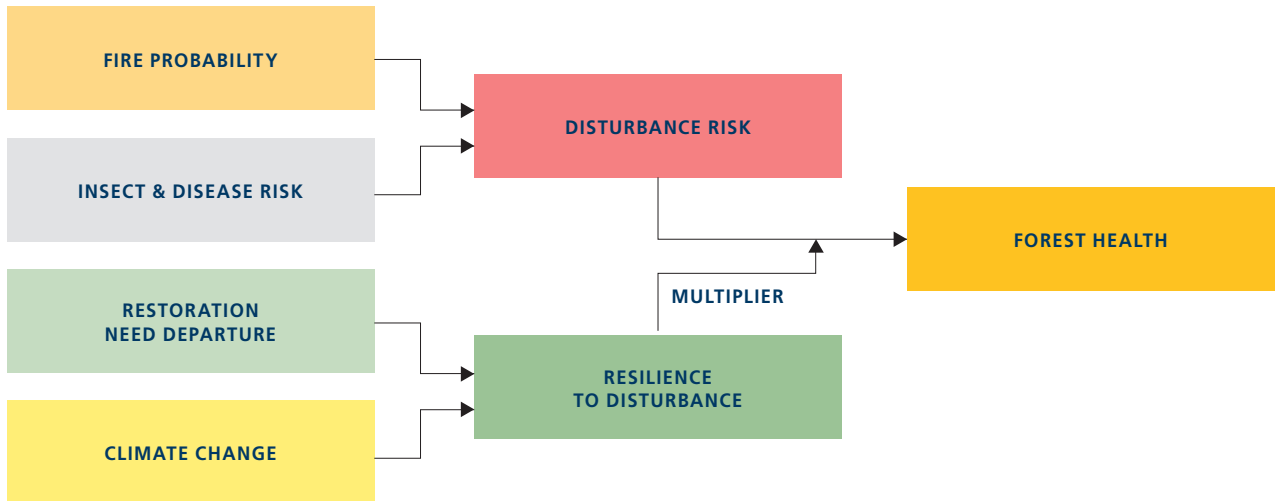 FIRE PROBABILITY
INSECT & DISEASE RISK
RESTORATION
NEED DEPARTURE
CLIMATE CHANGE
DISTURBANCE RISK
MULTIPLIER
RESILIENCE
TO DISTURBANCE
FOREST HEALTH